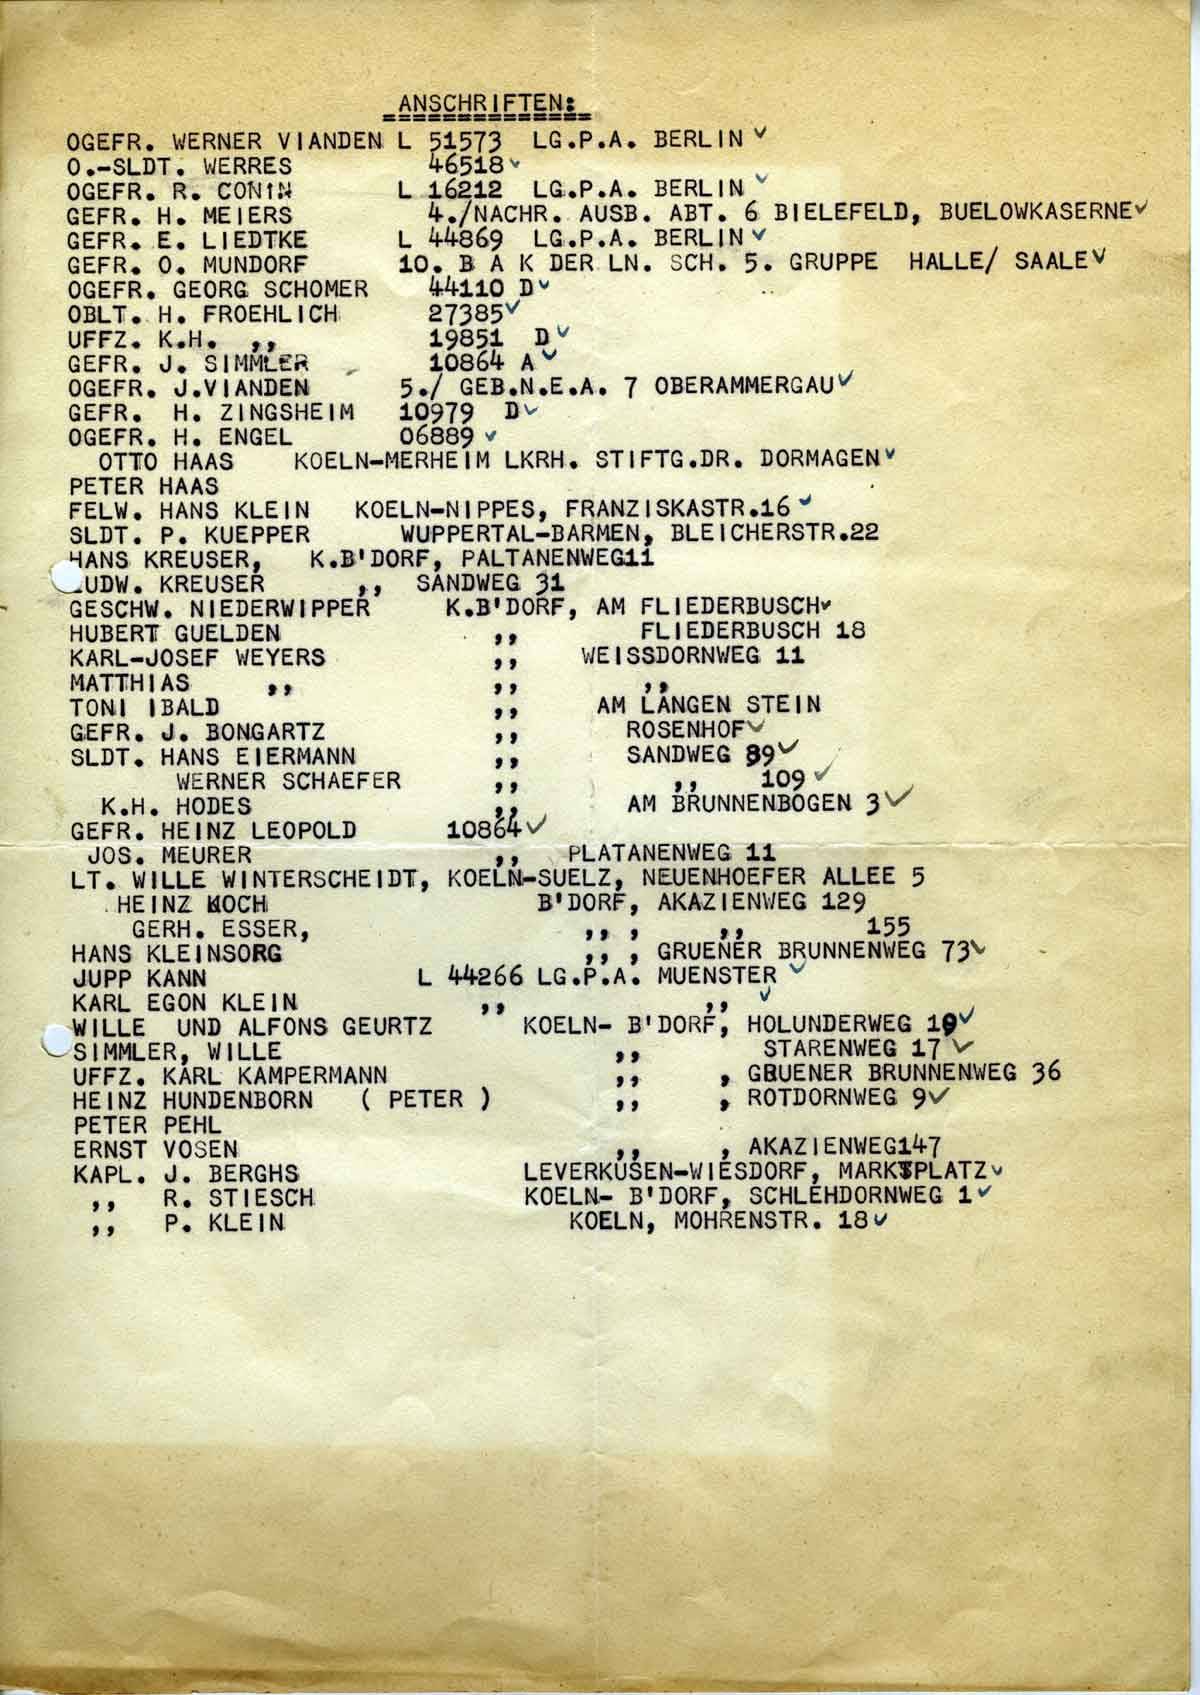 ANSCHRIFTEN:
OGEFR. WERNER VIANDEN L 51573 LG.P.A. BERLIN ✓
O.-SLDT. WERRES 46518 ✓
OGEFR. R. CONIN L 16212 LG.P.A. BERLIN ✓
GEFR. H. MEIERS 4./NACHR. AUSB. ABT. 6 BIELEFELD, BUELOWKASERNE ✓
GEFR. E. LIEDTKE L 44869 LG.P.A. BERLIN ✓
GEFR. O. MUNDORF 10. B A K DER LN. SCH. 5. GRUPPE HALLE/ SAALE ✓
OGEFR. GEORG SCHOMER 44110 D ✓
OBLT. H. FROEHLICH 27385 ✓
UFFZ. K.H. ,, 19851 D ✓
GEFR. J. SIMMLER 10864 A ✓
OGEFR. J.VIANDEN 5./ GEB.N.E.A. 7 OBERAMMERGAU ✓
GEFR. H. ZINGSHEIM 10979 D ✓
OGEFR. H. ENGEL 06889 ✓
OTTO HAAS KOELN-MERHEIM LKRH. STIFTG.DR. DORMAGEN ✓
PETER HAAS
FELW. HANS KLEIN KOELN-NIPPES, FRANZISKASTR.16 ✓
SLDT. P. KUEPPER WUPPERTAL-BARMEN, BLEICHERSTR.22
HANS KREUSER, K.B'DORF, PALTANENWEG11
LUDW. KREUSER ,, SANDWEG 31
GESCHW. NIEDERWIPPER K.B'DORF, AM FLIEDERBUSCH ✓
HUBERT GUELDEN ,, FLIEDERBUSCH 18
KARL-JOSEF WEYERS ,, WEISSDORNWEG 11
MATTHIAS ,, ,, ,,
TONI IBALD ,, AM LANGEN STEIN
GEFR. J. BONGARTZ ,, ROSENHOF ✓
SLDT. HANS EIERMANN ,, SANDWEG 89 ✓
WERNER SCHAEFER ,, ,, 109 ✓
K.H. HODES ,, AM BRUNNENBOGEN 3 ✓
GEFR. HEINZ LEOPOLD 10864 ✓
JOS. MEURER ,, PLATANENWEG 11
LT. WILLE WINTERSCHEIDT, KOELN-SUELZ, NEUENHOEFER ALLEE 5
HEINZ KOCH B'DORF, AKAZIENWEG 129
GERH. ESSER, ,, , ,, 155
HANS KLEINSORG ,, , GRUENER BRUNNENWEG 73 ✓
JUPP KANN L 44266 LG.P.A. MUENSTER ✓
KARL EGON KLEIN ,, ,, ✓
WILLE UND ALFONS GEURTZ KOELN- B'DORF, HOLUNDERWEG 19 ✓
SIMMLER, WILLE ,, STARENWEG 17 ✓
UFFZ. KARL KAMPERMANN ,, , GRUENER BRUNNENWEG 36
HEINZ HUNDENBORN ( PETER ) ,, , ROTDORNWEG 9 ✓
PETER PEHL
ERNST VOSEN ,, , AKAZIENWEG147
KAPL. J. BERGHS LEVERKUSEN-WIESDORF, MARKTPLATZ ✓
,, R. STIESCH KOELN- B'DORF, SCHLEHDORNWEG 1 ✓
,, P. KLEIN KOELN, MOHRENSTR. 18 ✓